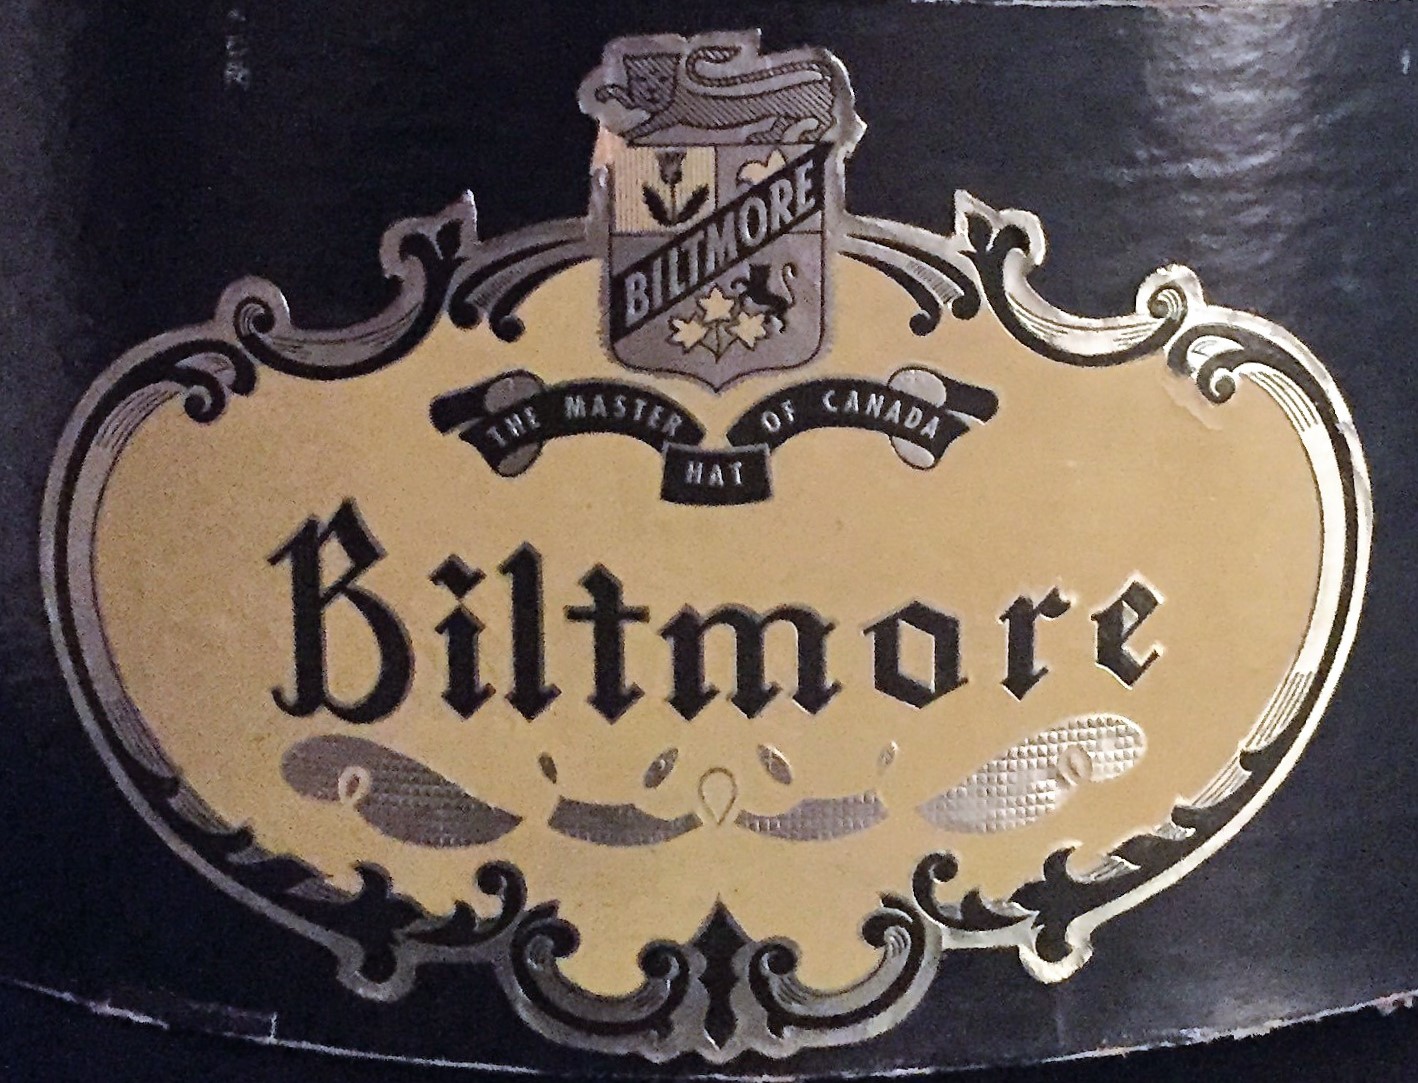 BILTMORE
THE MASTER HAT OF CANADA
Biltmore